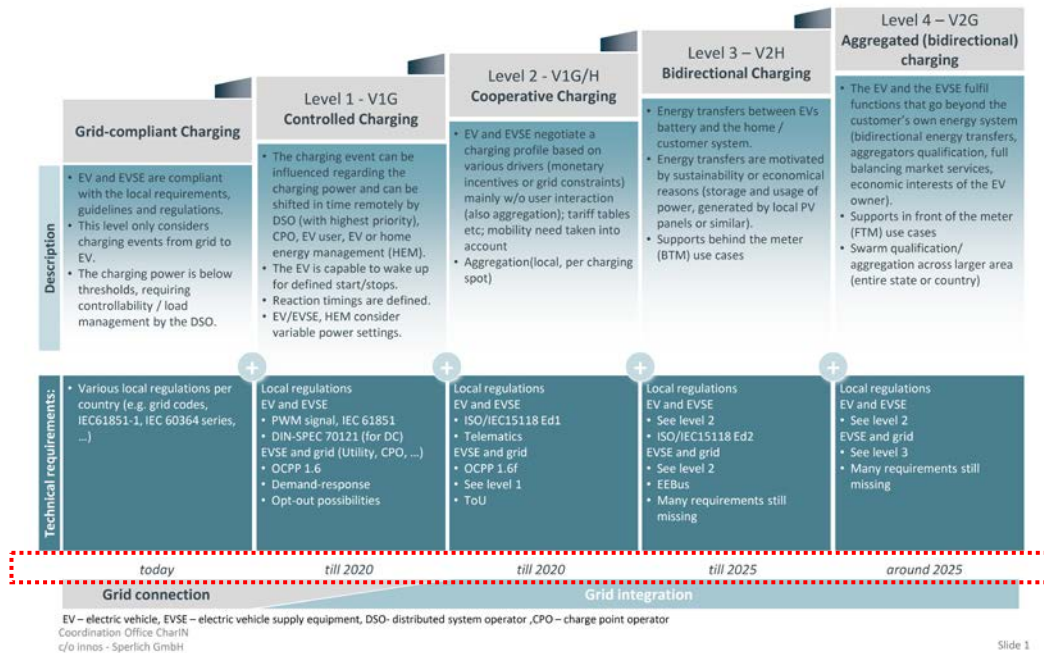 Grid-compliant Charging
Level 1 - V1G
Controlled Charging
Level 2 - V1G/H
Cooperative Charging
Level 3 – V2H
Bidirectional Charging
Level 4 – V2G
Aggregated (bidirectional)
charging
Description
• EV and EVSE are compliant
with the local requirements,
guidelines and regulations.
• This level only considers
charging events from grid to
EV.
• The charging power is below
thresholds, requiring
controllability / load
management by the DSO.
• The charging event can be
influenced regarding the
charging power and can be
shifted in time remotely by
DSO (with highest priority),
CPO, EV user, EV or home
energy management (HEM).
• The EV is capable to wake up
for defined start/stops.
• Reaction timings are defined.
• EV/EVSE, HEM consider
variable power settings.
• EV and EVSE negotiate a
charging profile based on
various drivers (monetary
incentives or grid constraints)
mainly w/o user interaction
(also aggregation); tariff tables
etc; mobility need taken into
account
• Aggregation(local, per charging
spot)
• Energy transfers between EVs
battery and the home /
customer system.
• Energy transfers are motivated
by sustainability or economical
reasons (storage and usage of
power, generated by local PV
panels or similar).
• Supports behind the meter
(BTM) use cases
• The EV and the EVSE fulfil
functions that go beyond the
customer's own energy system
(bidirectional energy transfers,
aggregators qualification, full
balancing market services,
economic interests of the EV
owner).
• Supports in front of the meter
(FTM) use cases
• Swarm qualification/
aggregation across larger area
(entire state or country)
+
+
+
+
Technical requirements:
• Various local regulations per
country (e.g. grid codes,
IEC61851-1, IEC 60364 series,
...)
Local regulations
EV and EVSE
• PWM signal, IEC 61851
• DIN-SPEC 70121 (for DC)
EVSE and grid (Utility, CPO, ...)
• OCPP 1.6
• Demand-response
• Opt-out possibilities
Local regulations
EV and EVSE
• ISO/IEC15118 Ed1
• Telematics
EVSE and grid
• OCPP 1.6f
• See level 1
• ToU
Local regulations
EV and EVSE
• See level 2
• ISO/IEC15118 Ed2
EVSE and grid
• See level 2
• EEBus
• Many requirements still
missing
Local regulations
EV and EVSE
• See level 2
EVSE and grid
• See level 3
• Many requirements still
missing
today
till 2020
till 2020
till 2025
around 2025
Grid connection
Grid integration
EV – electric vehicle, EVSE – electric vehicle supply equipment, DSO- distributed system operator ,CPO – charge point operator
Coordination Office CharIN
c/o innos - Sperlich GmbH
Slide 1